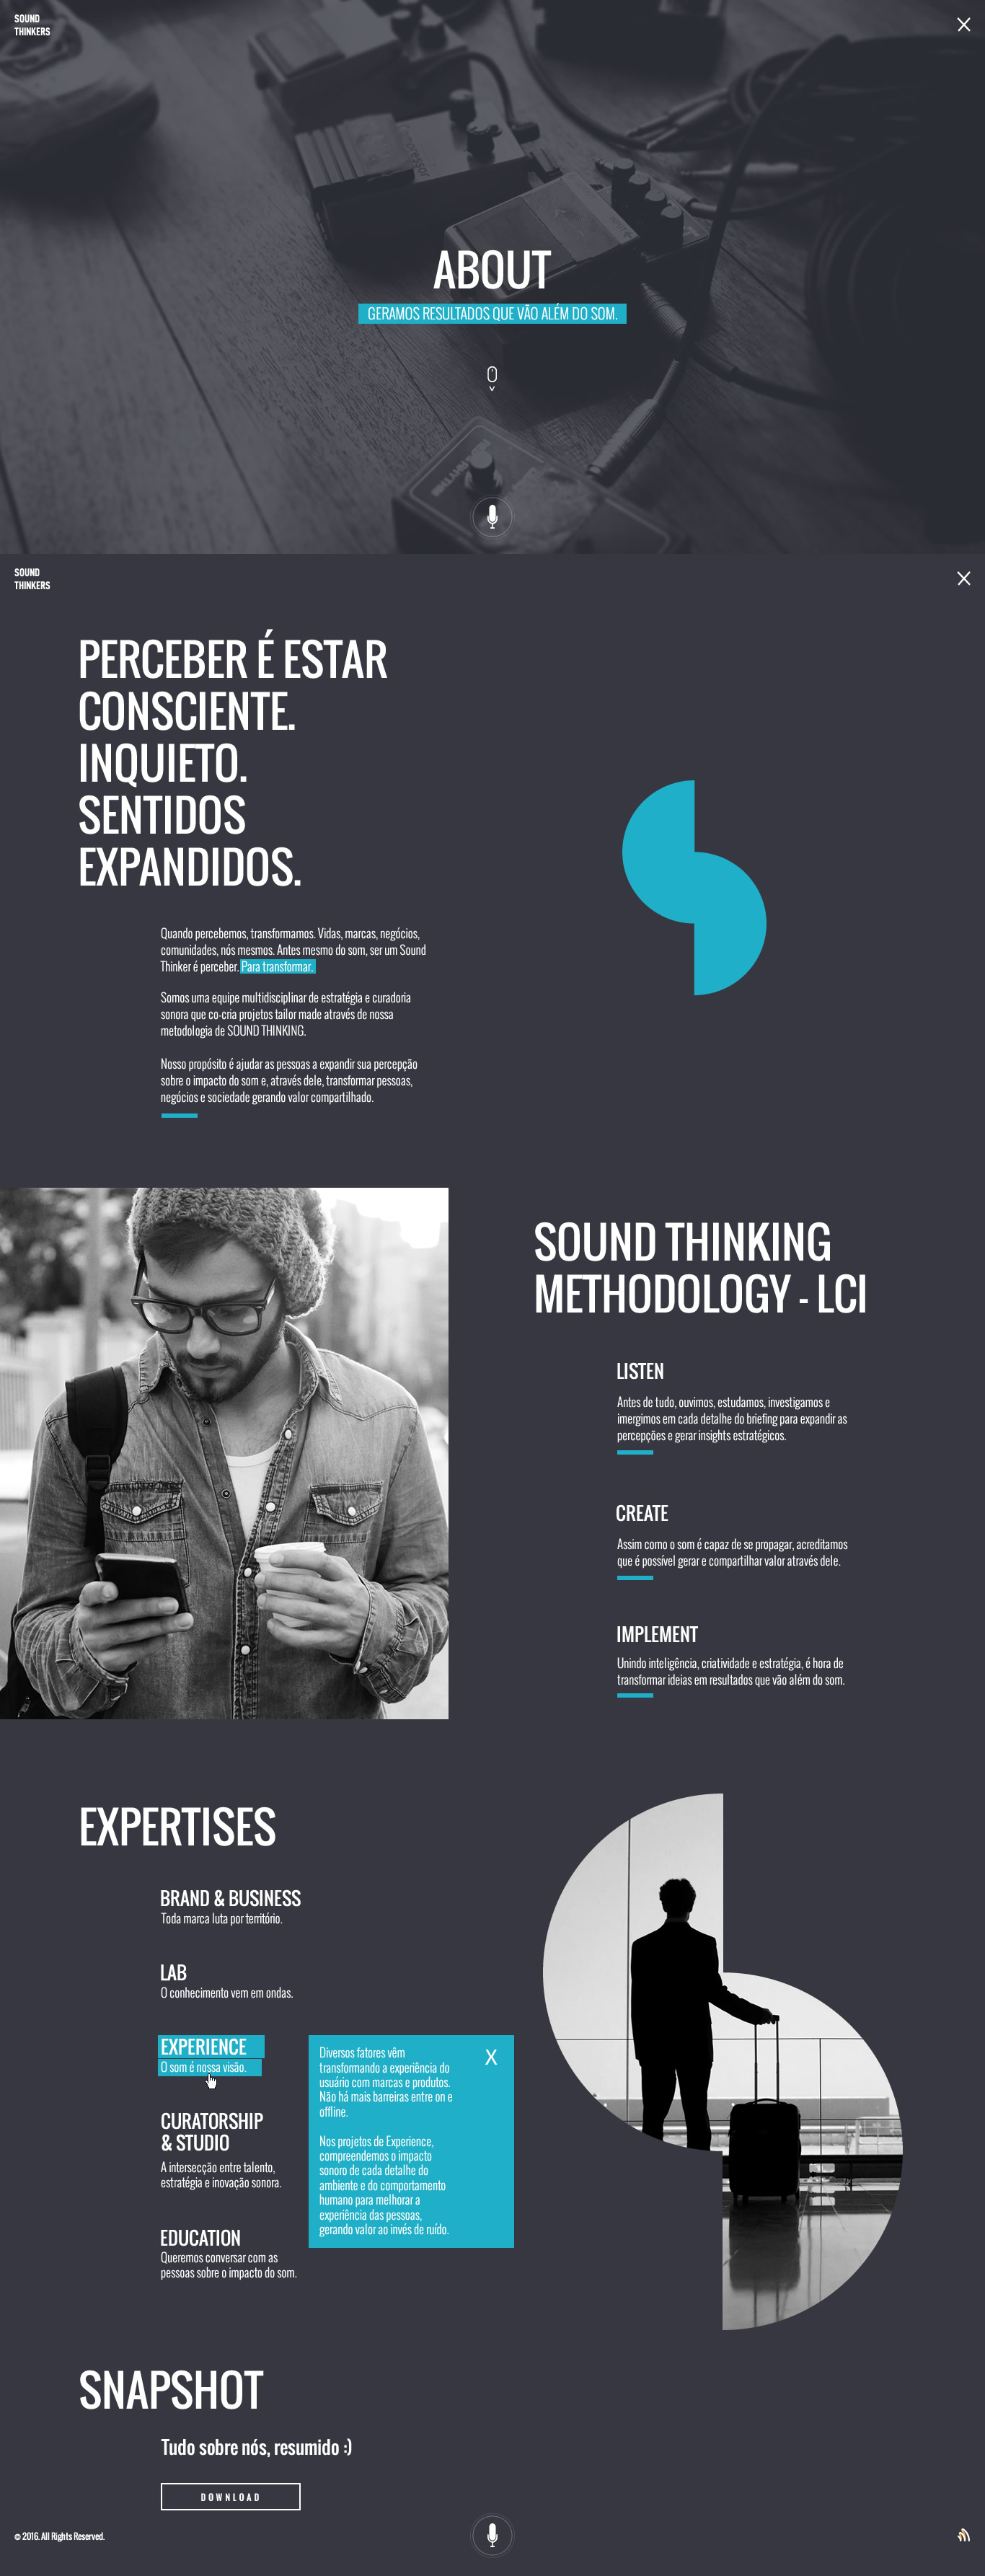 SOUND
THINKERS
X
ABOUT
GERAMOS RESULTADOS QUE VÃO ALÉM DO SOM.
SOUND
THINKERS
X
PERCEBER É ESTAR
CONSCIENTE.
INQUIETO.
SENTIDOS
EXPANDIDOS.
Quando percebemos, transformamos. Vidas, marcas, negócios,
comunidades, nós mesmos. Antes mesmo do som, ser um Sound
Thinker é perceber. Para transformar.
Somos uma equipe multidisciplinar de estratégia e curadoria
sonora que co-cria projetos tailor made através de nossa
metodologia de SOUND THINKING.
Nosso propósito é ajudar as pessoas a expandir sua percepção
sobre o impacto do som e, através dele, transformar pessoas,
negócios e sociedade gerando valor compartilhado.
SOUND THINKING
METHODOLOGY - LCI
LISTEN
Antes de tudo, ouvimos, estudamos, investigamos e
imergimos em cada detalhe do briefing para expandir as
percepções e gerar insights estratégicos.
CREATE
Assim como o som é capaz de se propagar, acreditamos
que é possível gerar e compartilhar valor através dele.
IMPLEMENT
Unindo inteligência, criatividade e estratégia, é hora de
transformar ideias em resultados que vão além do som.
EXPERTISES
BRAND & BUSINESS
Toda marca luta por território.
LAB
O conhecimento vem em ondas.
EXPERIENCE
O som é nossa visão.
X
Diversos fatores vêm
transformando a experiência do
usuário com marcas e produtos.
Não há mais barreiras entre on e
offline.
Nos projetos de Experience,
compreendemos o impacto
sonoro de cada detalhe do
ambiente e do comportamento
humano para melhorar a
experiência das pessoas,
gerando valor ao invés de ruído.
CURATORSHIP
& STUDIO
A intersecção entre talento,
estratégia e inovação sonora.
EDUCATION
Queremos conversar com as
pessoas sobre o impacto do som.
SNAPSHOT
Tudo sobre nós, resumido :)
DOWNLOAD
© 2016. All Rights Reserved.